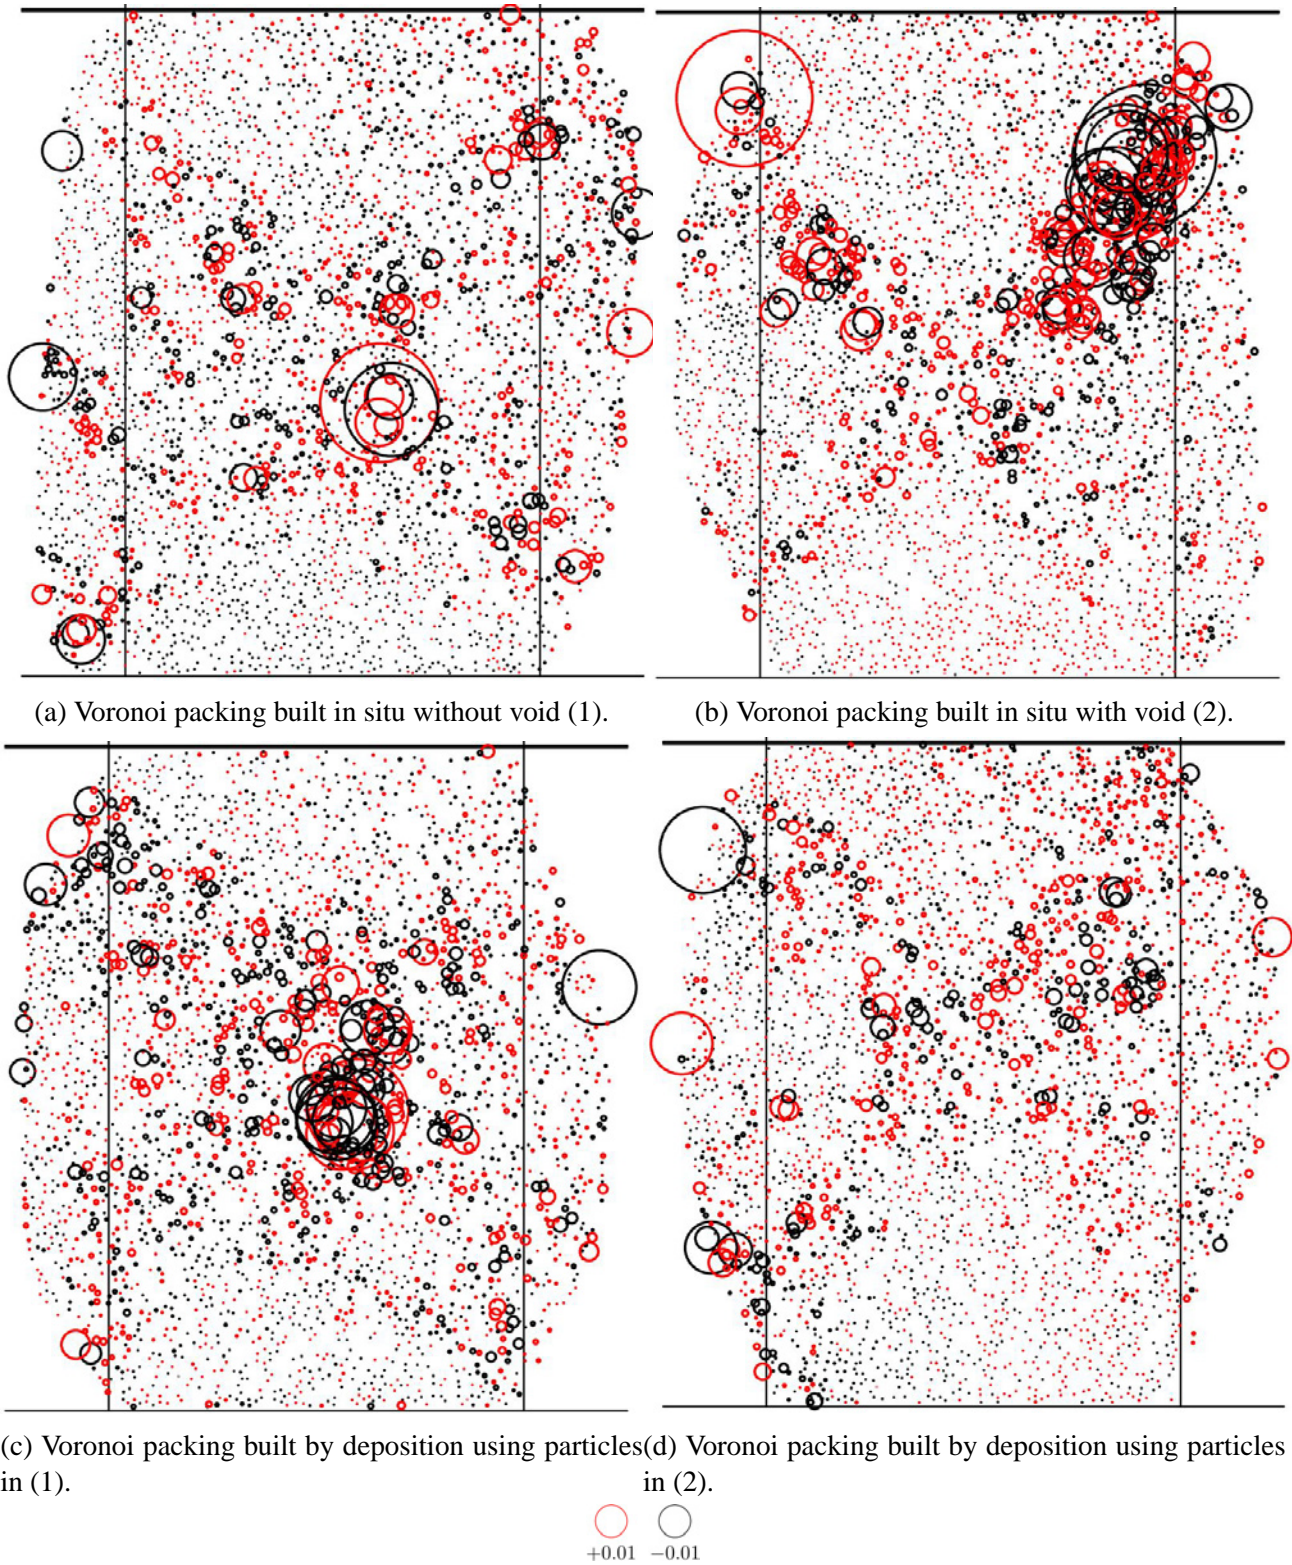 (a) Voronoi packing built in situ without void (1).
(b) Voronoi packing built in situ with void (2).
(c) Voronoi packing built by deposition using particles
in (1).
(d) Voronoi packing built by deposition using particles
in (2).
+0.01 −0.01